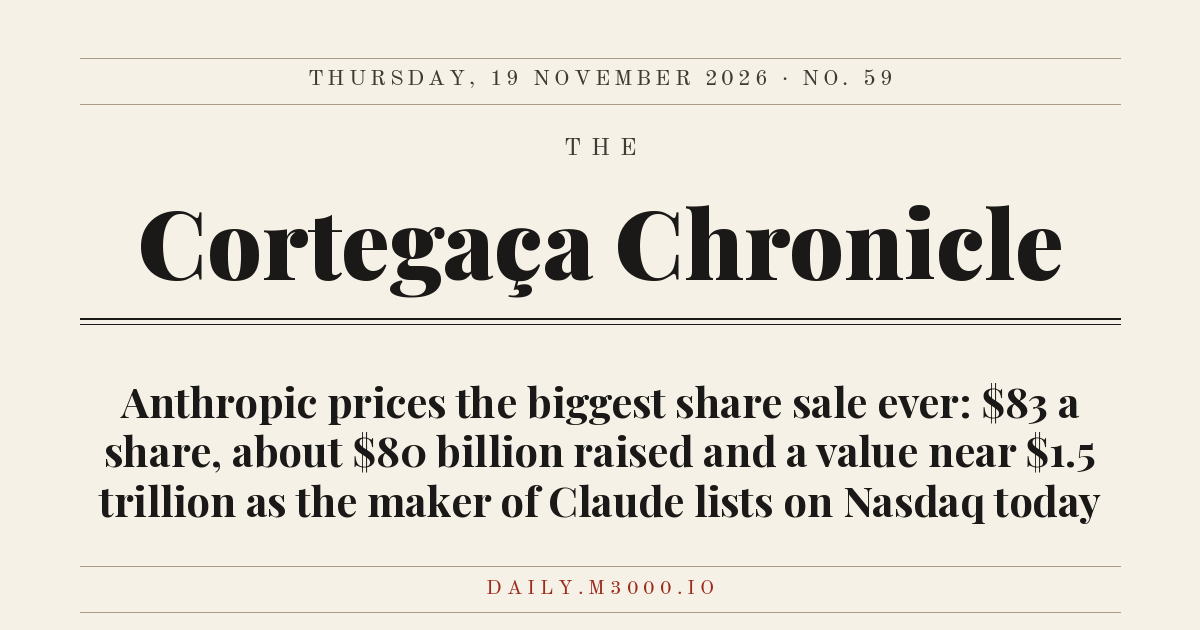 THURSDAY, 19 NOVEMBER 2026 · NO. 59
THE
Cortegaça Chronicle
Anthropic prices the biggest share sale ever: $83 a
share, about $80 billion raised and a value near $1.5
trillion as the maker of Claude lists on Nasdaq today
DAILY.M3000.IO